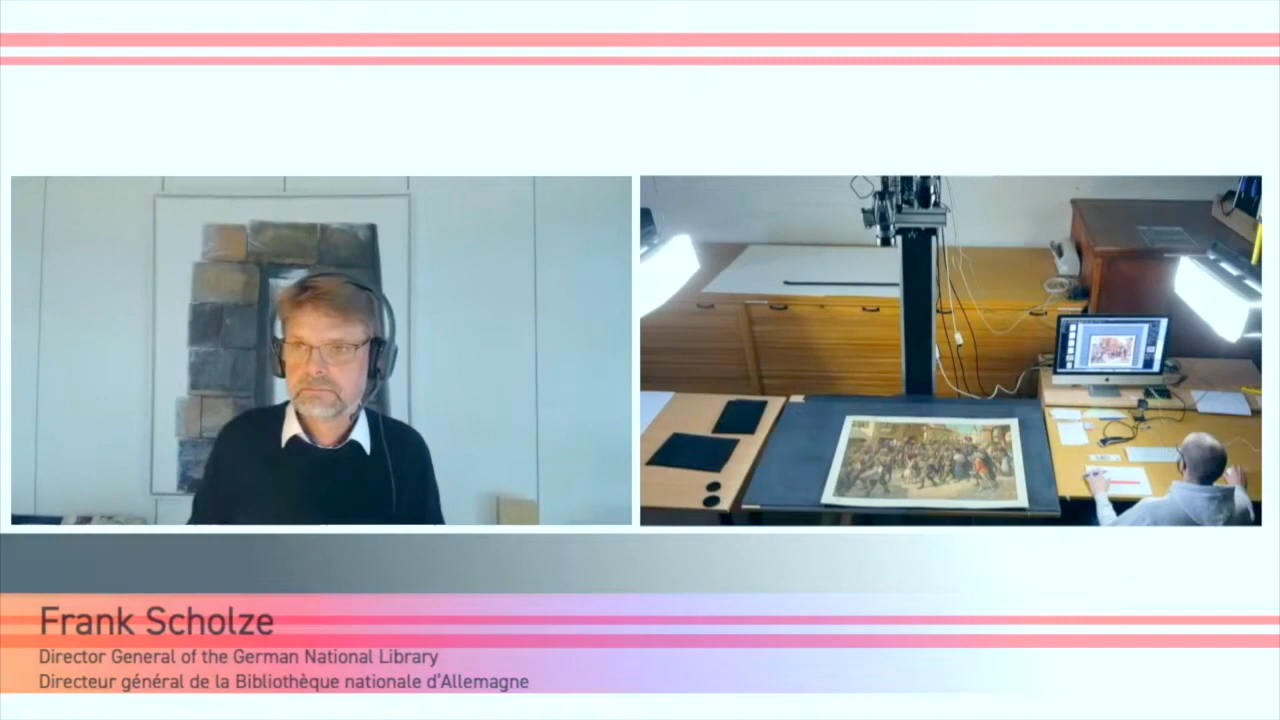 Frank Scholze
Director General of the German National Library
Directeur général de la Bibliothèque nationale d'Allemagne